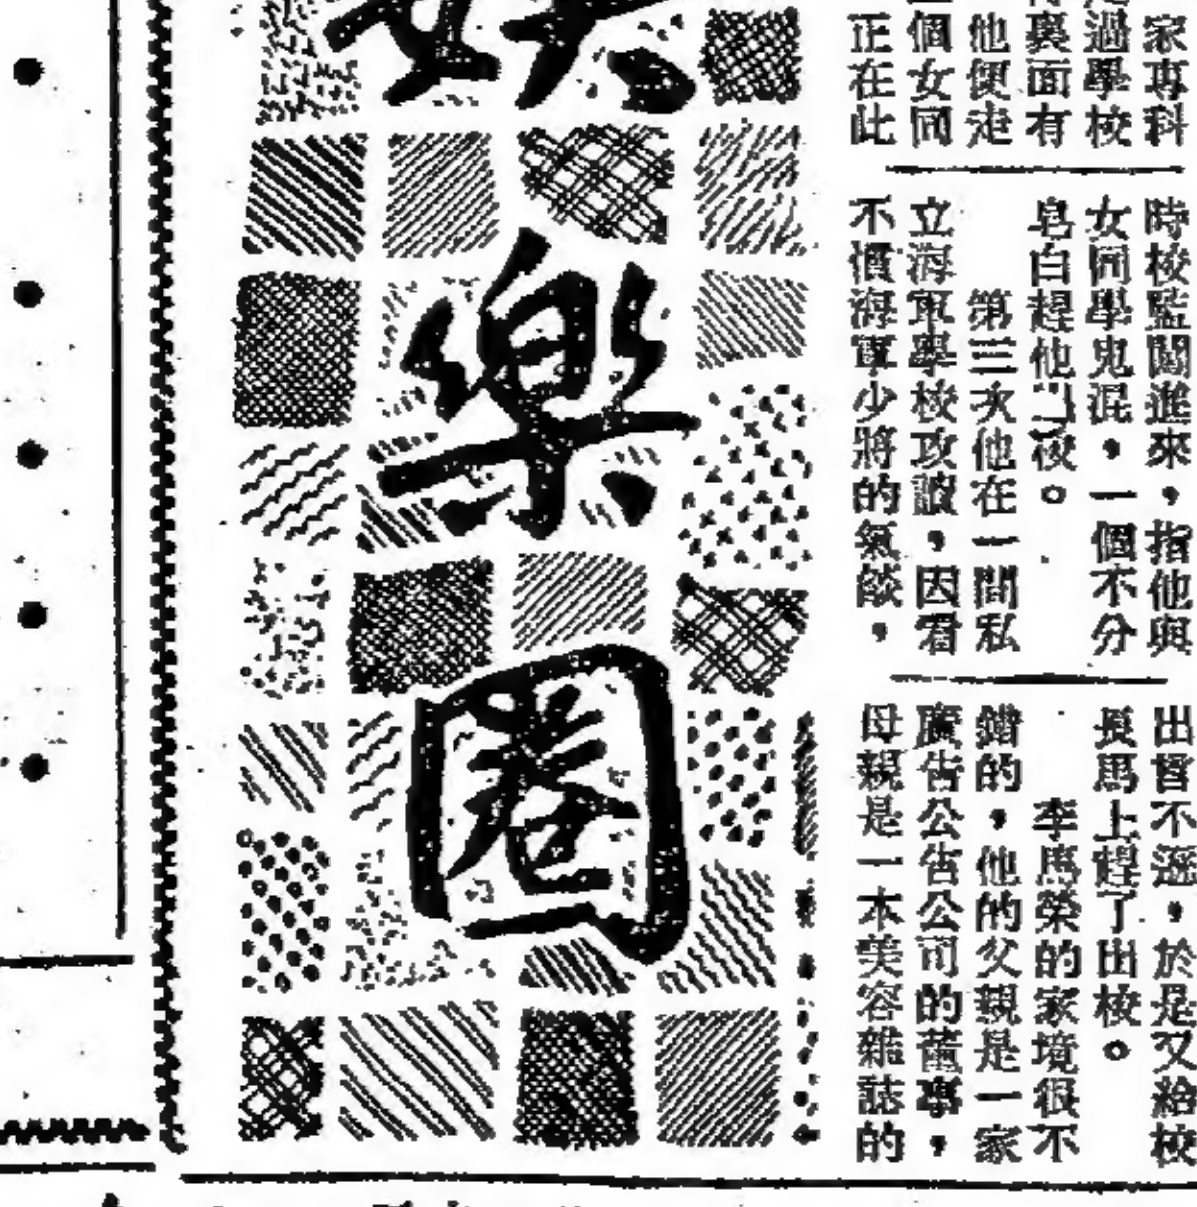 家專科
過學校
裏面有
他便走
個女同
正在此
時校監闖進來，指他與
女同學鬼混，一個不分
皂白趕他出校。
第三次他在一間私
立海軍學校攻讀，因看
不慣海軍少將的氣燄，
出言不遜，於是又給校
長馬上趕了出校。
李馬榮的家境很不
錯的，他的父親是一家
廣告公告公司的董事，
母親是一本美容雜誌的
娛樂圈